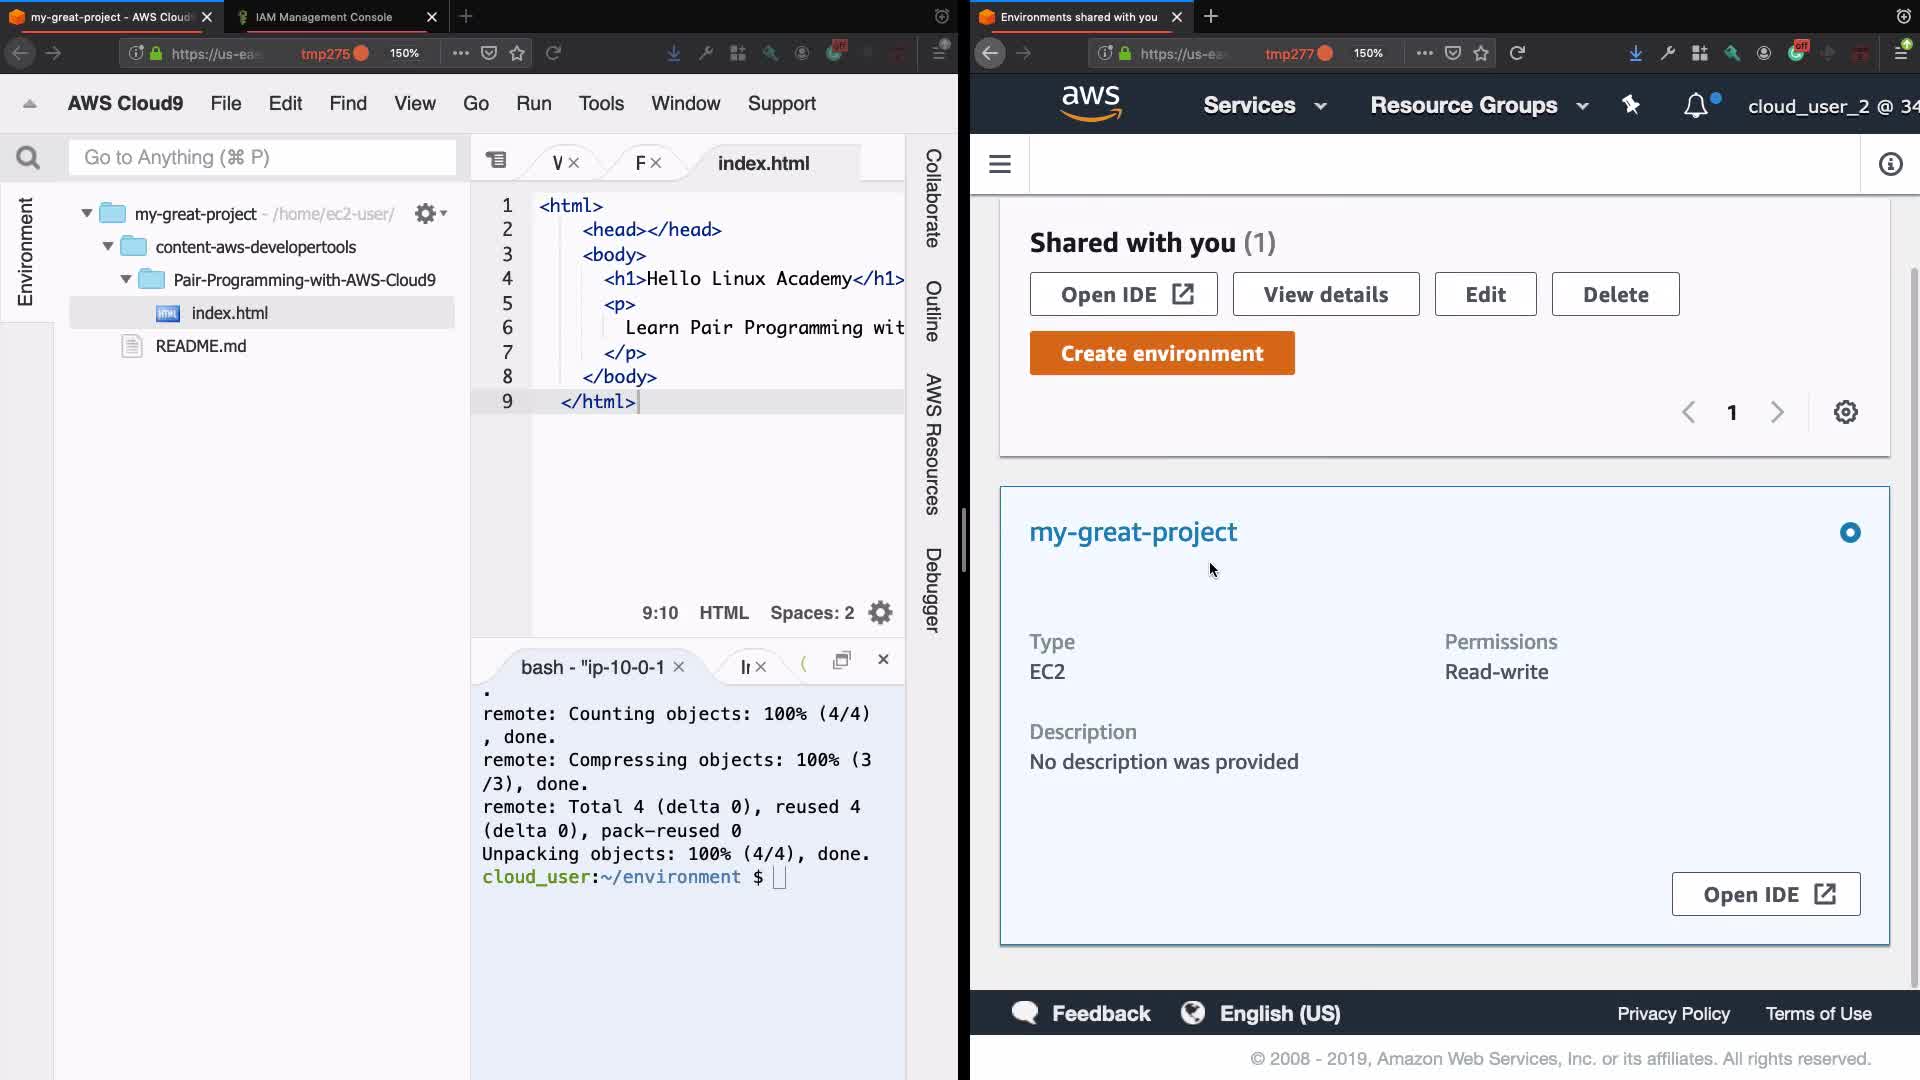 my-great-project - AWS Cloud9
IAM Management Console
https://us-eas
tmp275
150%
AWS Cloud9 File Edit Find View Go Run Tools Window Support
Go to Anything (⌘ P)
Environment
my-great-project - /home/ec2-user/
content-aws-developertools
Pair-Programming-with-AWS-Cloud9
index.html
README.md
index.html
1 <html>
2 <head></head>
3 <body>
4 <h1>Hello Linux Academy</h1>
5 <p>
6 Learn Pair Programming wit
7 </p>
8 </body>
9 </html>
9:10 HTML Spaces: 2
Collaborate
Outline
AWS Resources
Debugger
bash - "ip-10-0-1
.
remote: Counting objects: 100% (4/4)
, done.
remote: Compressing objects: 100% (3
/3), done.
remote: Total 4 (delta 0), reused 4
(delta 0), pack-reused 0
Unpacking objects: 100% (4/4), done.
cloud_user:~/environment $
Environments shared with you
https://us-eas
tmp277
150%
off
aws
Services
Resource Groups
cloud_user_2 @ 34
Shared with you (1)
Open IDE
View details
Edit
Delete
Create environment
1
my-great-project
Type
EC2
Permissions
Read-write
Description
No description was provided
Open IDE
Feedback
English (US)
Privacy Policy
Terms of Use
© 2008 - 2019, Amazon Web Services, Inc. or its affiliates. All rights reserved.